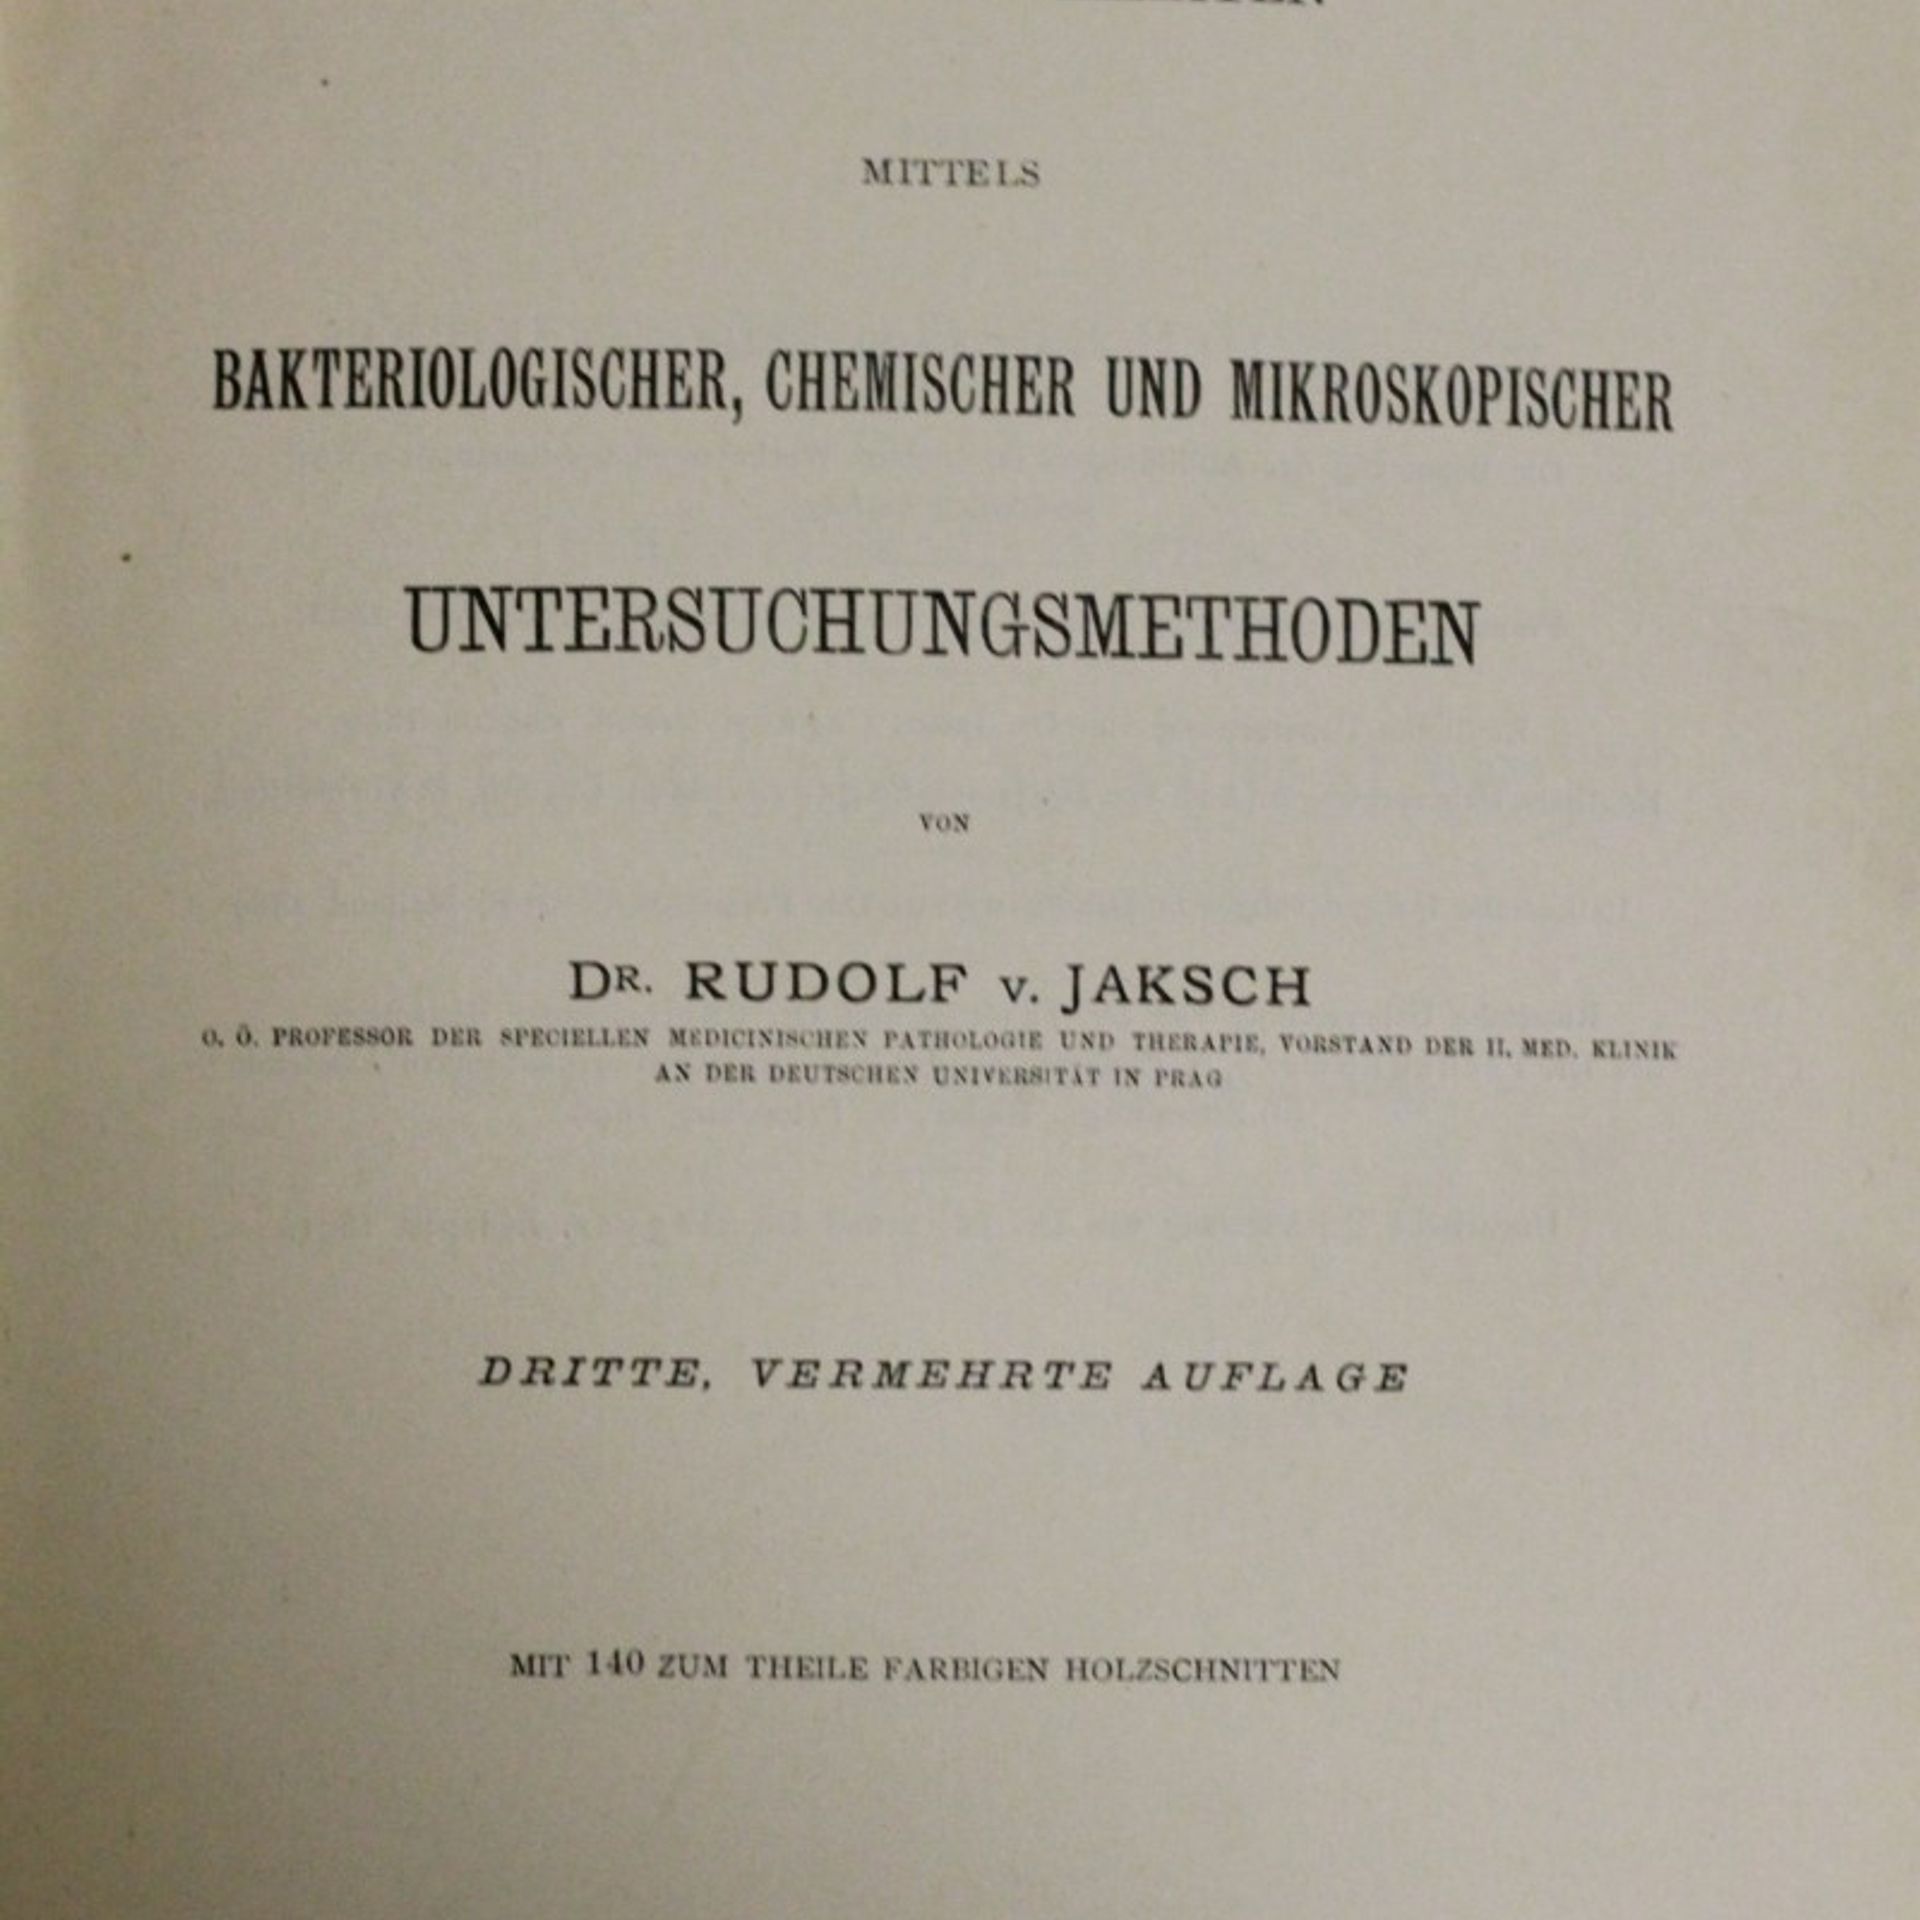 MITTELS
BAKTERIOLOGISCHER, CHEMISCHER UND MIKROSKOPISCHER
UNTERSUCHUNGSMETHODEN
VON
DR. RUDOLF v. JAKSCH
O. Ö. PROFESSOR DER SPECIELLEN MEDICINISCHEN PATHOLOGIE UND THERAPIE, VORSTAND DER II. MED. KLINIK
AN DER DEUTSCHEN UNIVERSITÄT IN PRAG
DRITTE, VERMEHRTE AUFLAGE
MIT 140 ZUM THEILE FARBIGEN HOLZSCHNITTEN